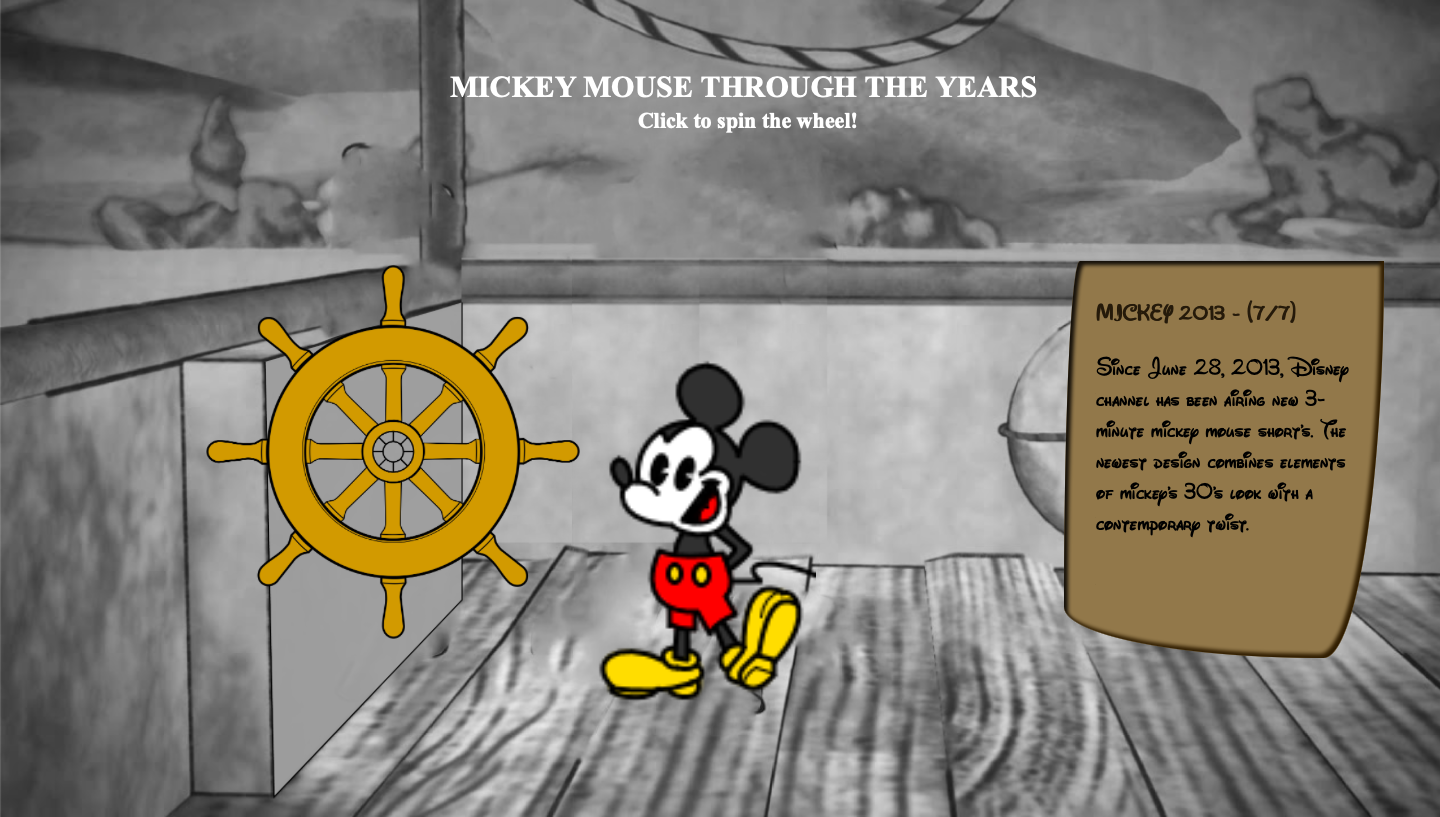 MICKEY MOUSE THROUGH THE YEARS
Click to spin the wheel!
MICKEY 2013 - (7/7)
Since June 28, 2013, Disney
channel has been airing new 3-
minute mickey mouse short's. The
newest design combines elements
of mickey's 30's look with a
contemporary twist.